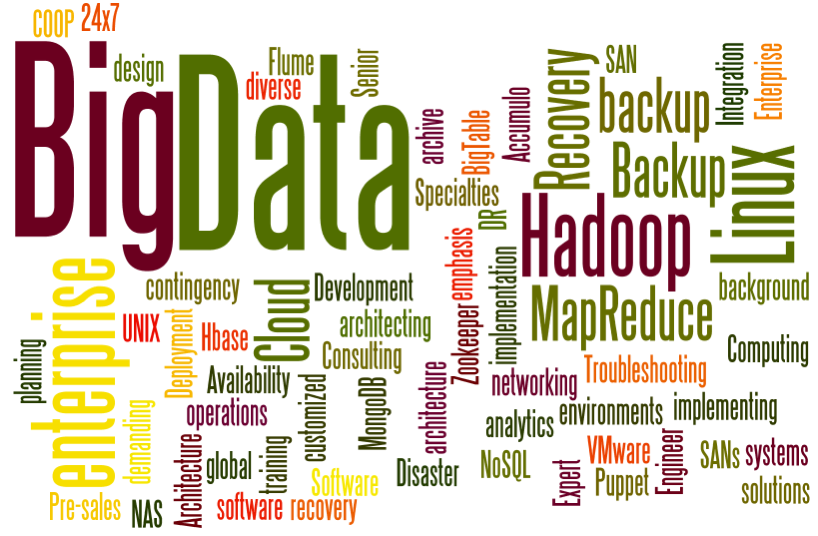 COOP
24x7
Big
Data
design
Flume
diverse
Senior
archive
BigTable
Accumulo
Recovery
SAN
backup
Integration
Enterprise
Specialties
Backup
Linux
DR
Hadoop
emphasis
implementation
enterprise
contingency
Cloud
Development
background
UNIX
Deployment
Hbase
architecting
Zookeeper
MapReduce
planning
Consulting
Computing
Availability
networking
Troubleshooting
demanding
operations
customized
MongoDB
architecture
analytics
environments
implementing
Architecture
global
training
Software
Disaster
NoSQL
Expert
VMware
Engineer
SANs
systems
Puppet
solutions
Pre-sales
NAS
software
recovery